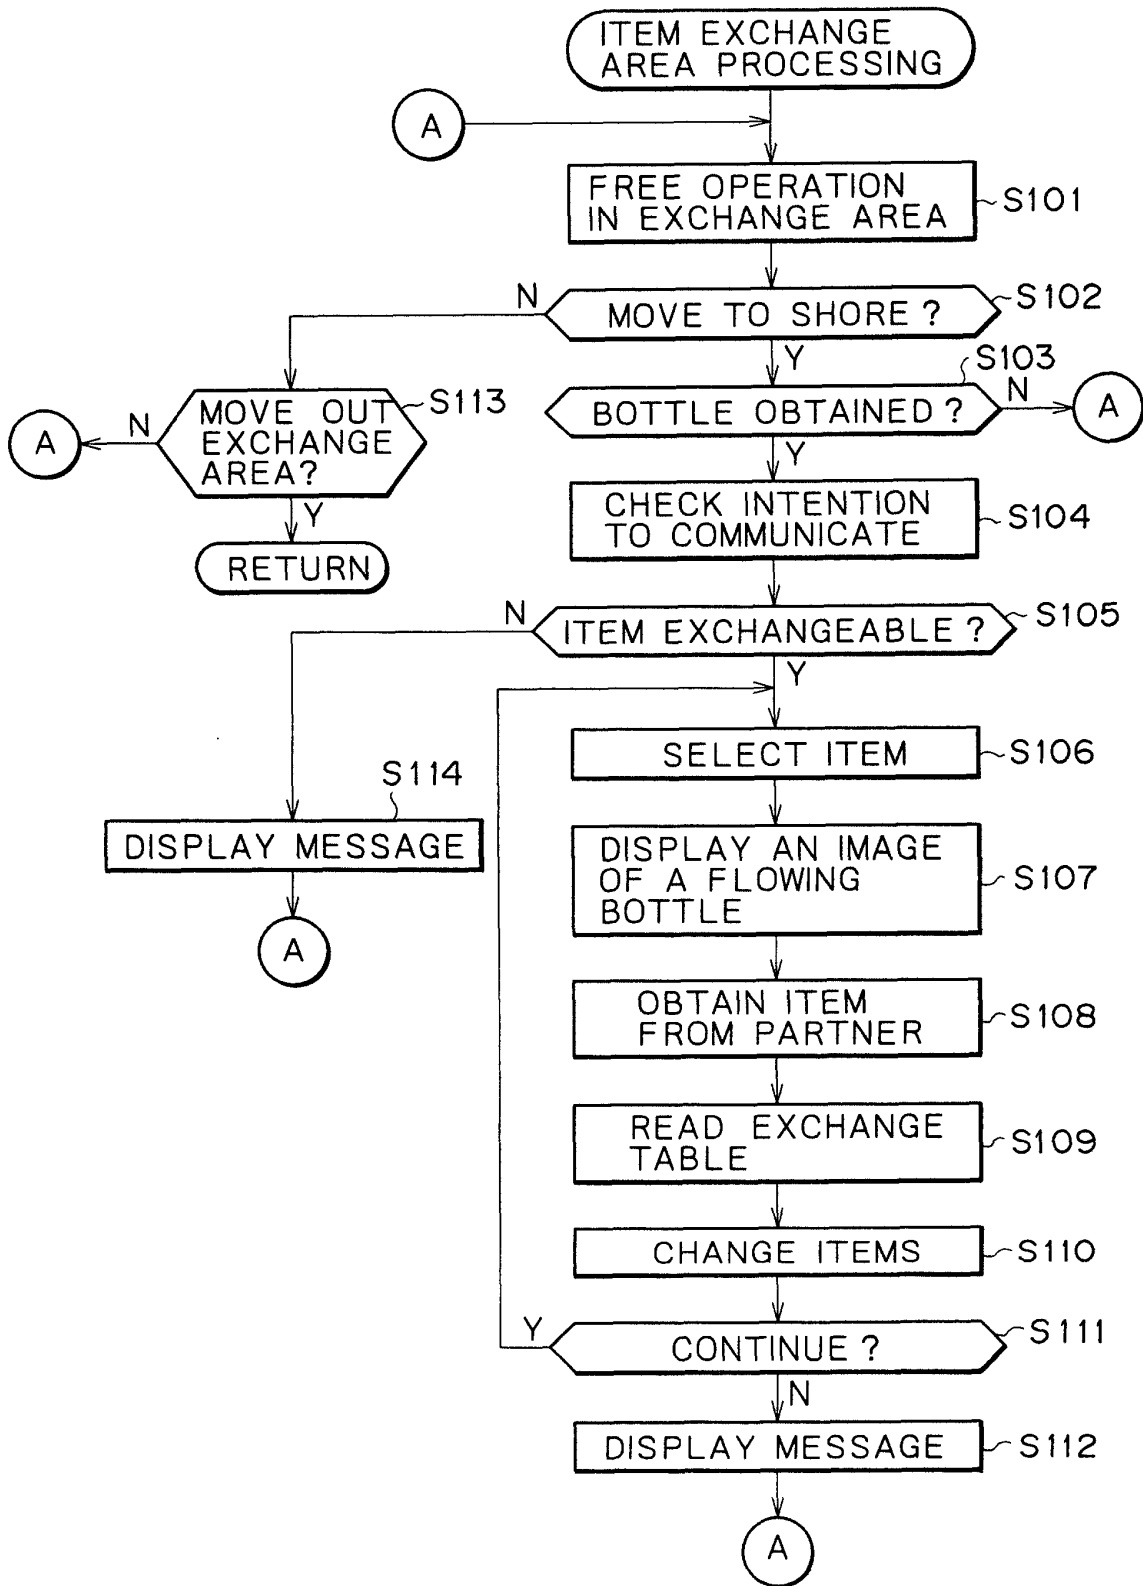 ITEM EXCHANGE
AREA PROCESSING
A
FREE OPERATION
IN EXCHANGE AREA
S101
N
MOVE TO SHORE ?
S102
Y
S103
BOTTLE OBTAINED ?
N
A
Y
A
N
MOVE OUT
EXCHANGE
AREA?
S113
Y
RETURN
CHECK INTENTION
TO COMMUNICATE
S104
N
ITEM EXCHANGEABLE ?
S105
Y
SELECT ITEM
S106
S114
DISPLAY MESSAGE
A
DISPLAY AN IMAGE
OF A FLOWING
BOTTLE
S107
OBTAIN ITEM
FROM PARTNER
S108
READ EXCHANGE
TABLE
S109
CHANGE ITEMS
S110
Y
CONTINUE ?
S111
N
DISPLAY MESSAGE
S112
A